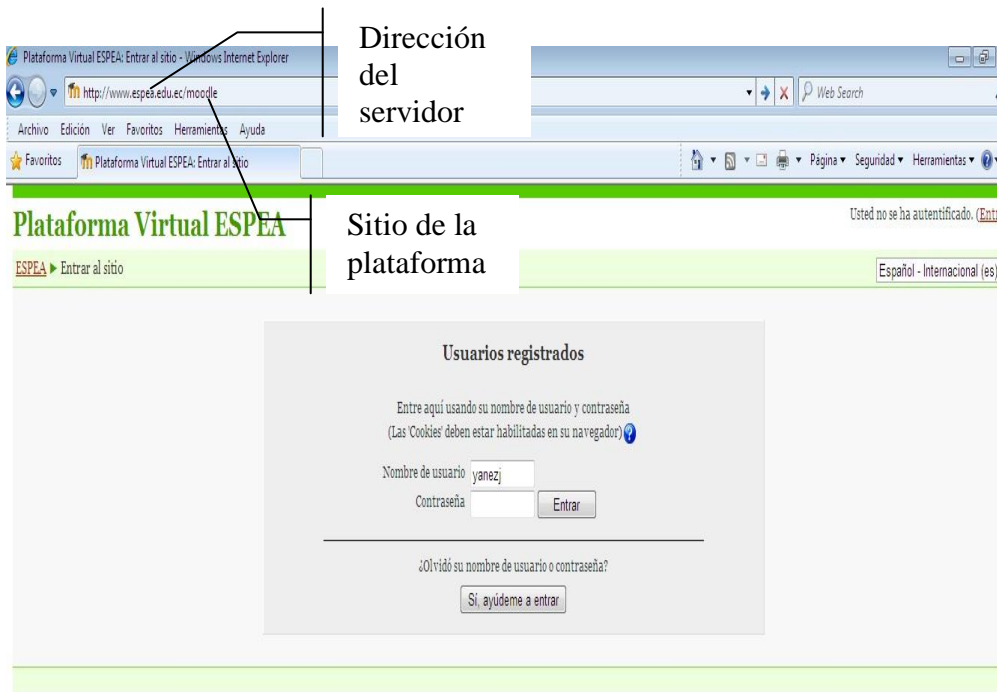 Dirección
del
servidor
Plataforma Virtual ESPEA: Entrar al sitio - Windows Internet Explorer
http://www.espea.edu.ec/moodle
Web Search
Archivo Edición Ver Favoritos Herramientas Ayuda
Favoritos Plataforma Virtual ESPEA: Entrar al sitio
Página Seguridad Herramientas
Plataforma Virtual ESPEA
Sitio de la
plataforma
Usted no se ha autentificado. (Entr
ESPEA ► Entrar al sitio
Español - Internacional (es)
Usuarios registrados
Entre aquí usando su nombre de usuario y contraseña
(Las 'Cookies' deben estar habilitadas en su navegador)
Nombre de usuario yanezj
Contraseña Entrar
¿Olvidó su nombre de usuario o contraseña?
Sí, ayúdeme a entrar